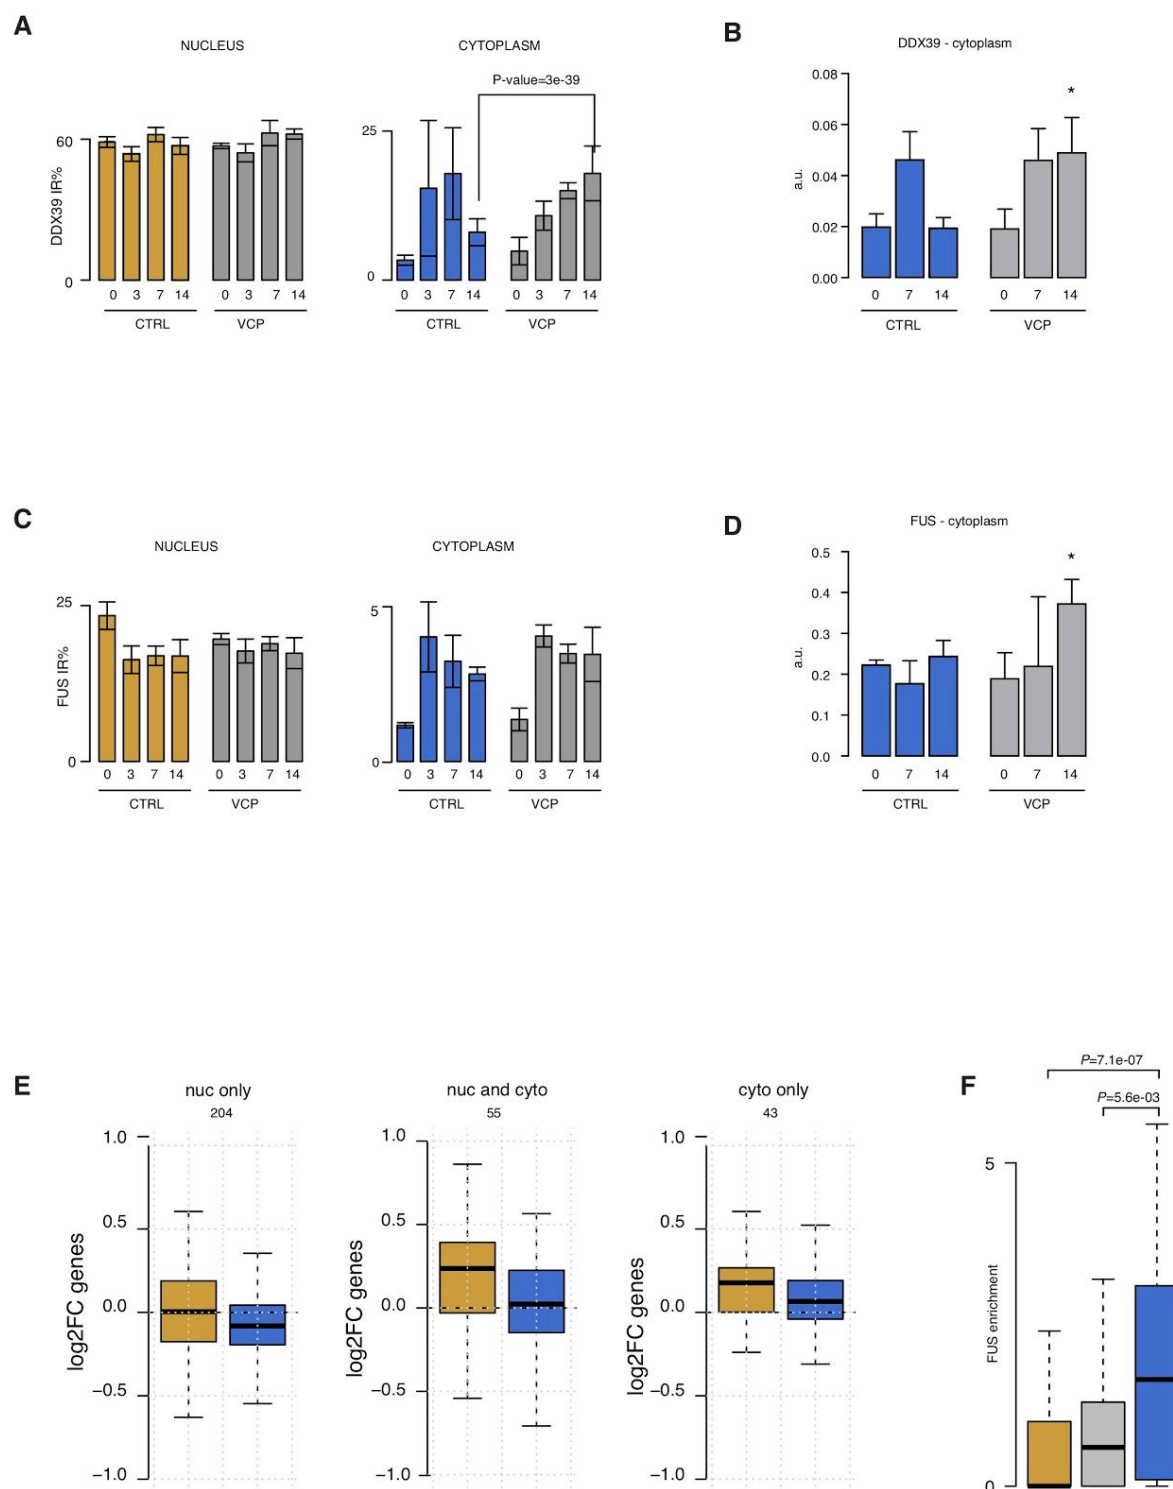 A
NUCLEUS
CYTOPLASM
P-value=3e-39
DDX39 IR%
60
0
0 3 7 14
CTRL
0 3 7 14
VCP
25
0
0 3 7 14
CTRL
0 3 7 14
VCP
B
DDX39 - cytoplasm
a.u.
0.08
0.06
0.04
0.02
0.00
*
0 7 14
CTRL
0 7 14
VCP
C
NUCLEUS
CYTOPLASM
FUS IR%
25
0
0 3 7 14
CTRL
0 3 7 14
VCP
5
0
0 3 7 14
CTRL
0 3 7 14
VCP
D
FUS - cytoplasm
a.u.
0.5
0.4
0.3
0.2
0.1
0.0
*
0 7 14
CTRL
0 7 14
VCP
E
nuc only
204
log2FC genes
1.0
0.5
0.0
−0.5
−1.0
nuc and cyto
55
log2FC genes
1.0
0.5
0.0
−0.5
−1.0
cyto only
43
log2FC genes
1.0
0.5
0.0
−0.5
−1.0
F
P=7.1e-07
P=5.6e-03
FUS enrichment
5
0